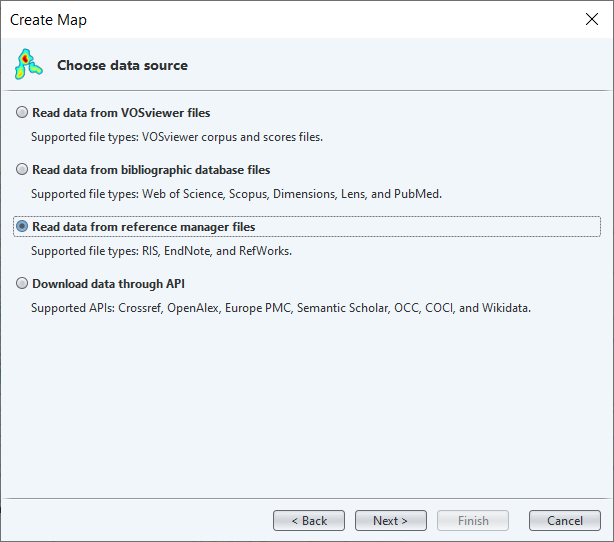 Create Map
Choose data source
Read data from VOSviewer files
Supported file types: VOSviewer corpus and scores files.
Read data from bibliographic database files
Supported file types: Web of Science, Scopus, Dimensions, Lens, and PubMed.
Read data from reference manager files
Supported file types: RIS, EndNote, and RefWorks.
Download data through API
Supported APIs: Crossref, OpenAlex, Europe PMC, Semantic Scholar, OCC, COCI, and Wikidata.
< Back Next > Finish Cancel